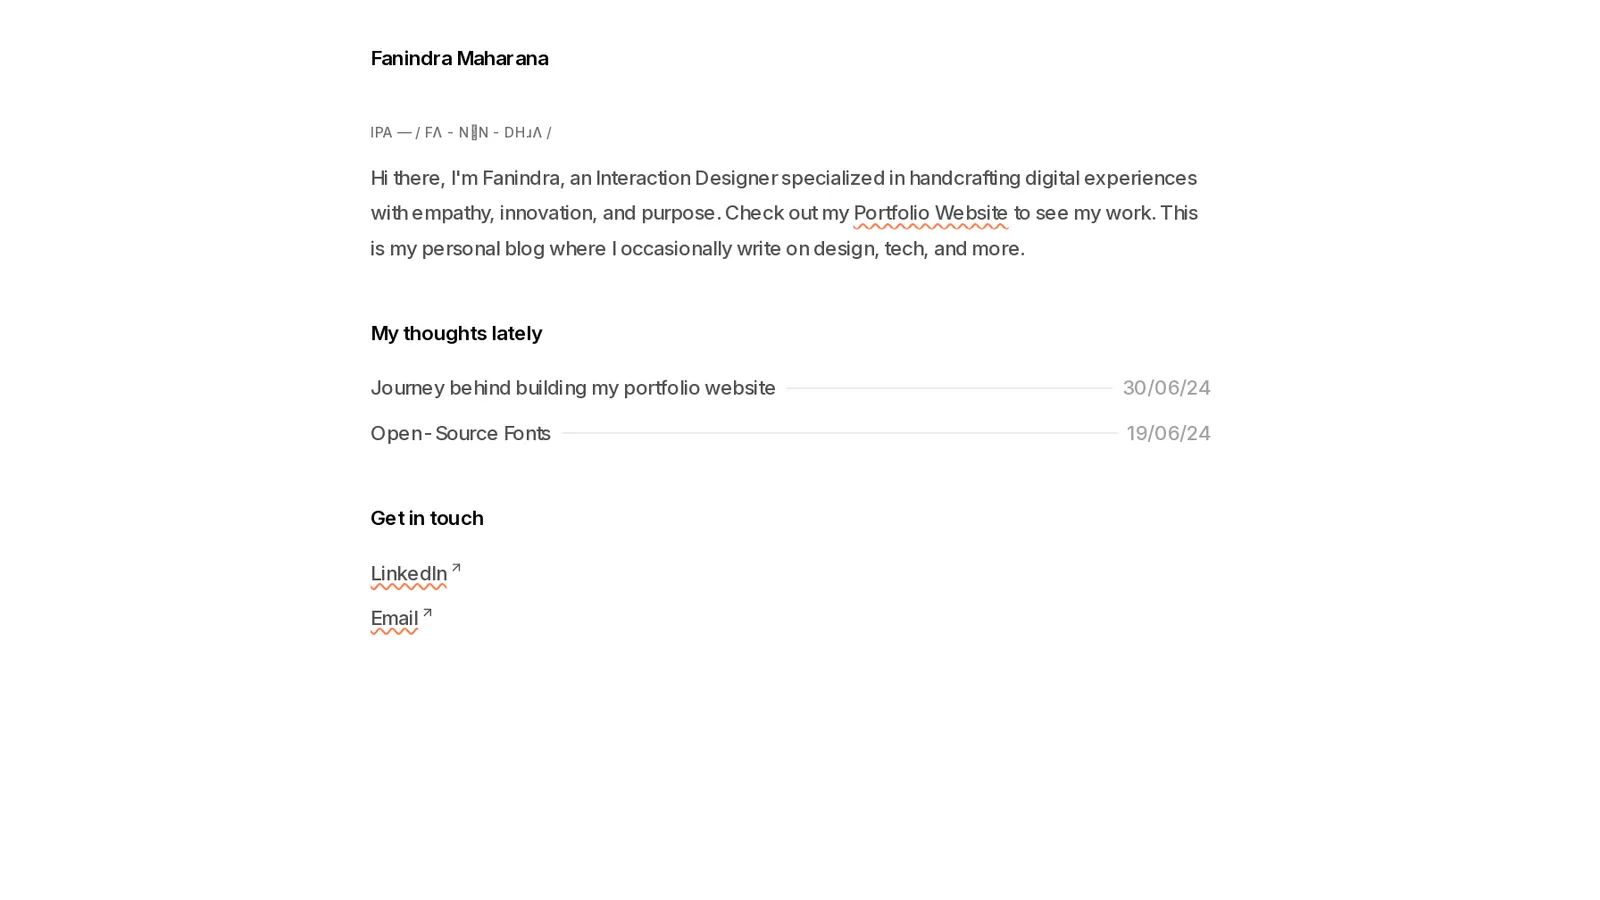 Fanindra Maharana
IPA — / FɅ - N▯N - DHɹɅ /
Hi there, I'm Fanindra, an Interaction Designer specialized in handcrafting digital experiences
with empathy, innovation, and purpose. Check out my Portfolio Website to see my work. This
is my personal blog where I occasionally write on design, tech, and more.
My thoughts lately
Journey behind building my portfolio website 30/06/24
Open-Source Fonts 19/06/24
Get in touch
LinkedIn ↗
Email ↗